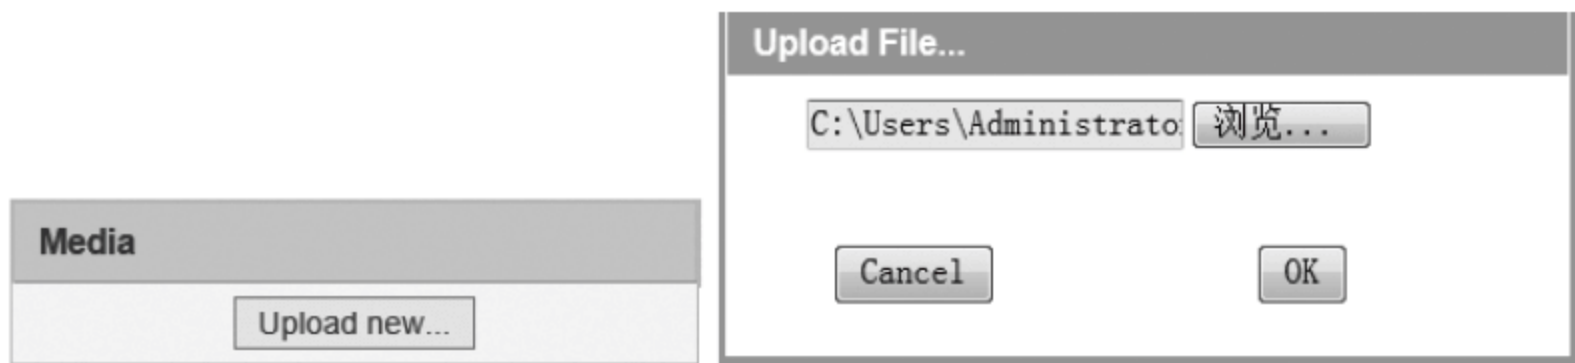 Media
Upload new...
Upload File...
C:\Users\Administrato
浏览...
Cancel
OK